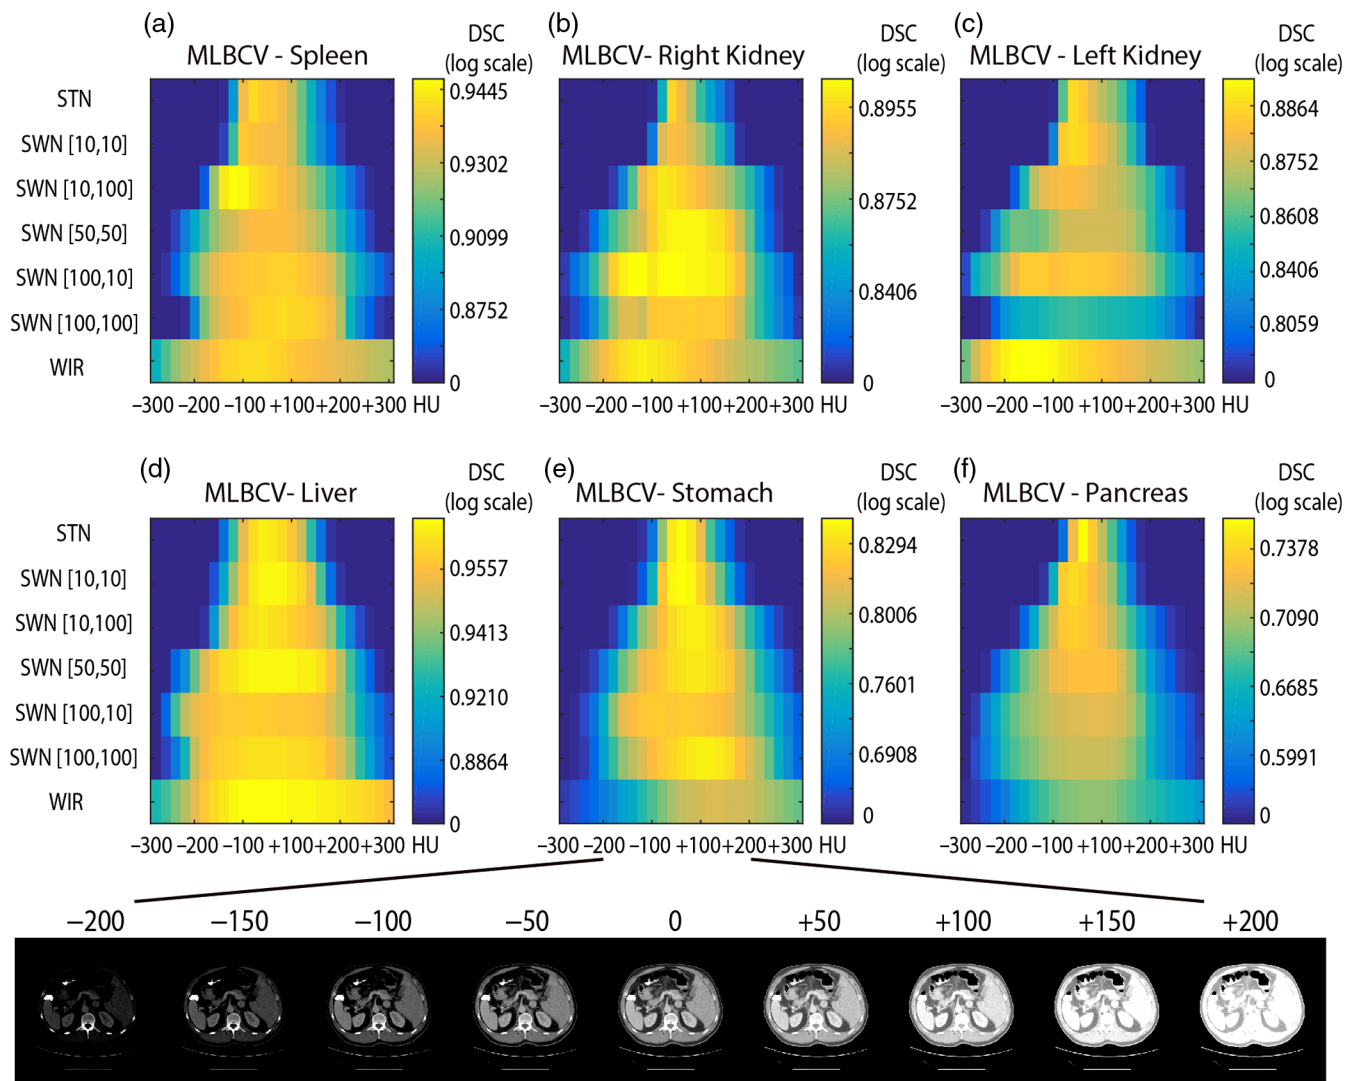 (a) MLBCV - Spleen DSC (log scale)
(b) MLBCV- Right Kidney DSC (log scale)
(c) MLBCV - Left Kidney DSC (log scale)
STN
SWN [10,10]
SWN [10,100]
SWN [50,50]
SWN [100,10]
SWN [100,100]
WIR
0.9445
0.9302
0.9099
0.8752
0
0.8955
0.8752
0.8406
0
0.8864
0.8752
0.8608
0.8406
0.8059
0
−300 −200 −100 +100 +200 +300 HU
−300 −200 −100 +100 +200 +300 HU
−300 −200 −100 +100 +200 +300 HU
(d) MLBCV- Liver DSC (log scale)
(e) MLBCV- Stomach DSC (log scale)
(f) MLBCV - Pancreas DSC (log scale)
STN
SWN [10,10]
SWN [10,100]
SWN [50,50]
SWN [100,10]
SWN [100,100]
WIR
0.9557
0.9413
0.9210
0.8864
0
0.8294
0.8006
0.7601
0.6908
0
0.7378
0.7090
0.6685
0.5991
0
−300 −200 −100 +100 +200 +300 HU
−300 −200 −100 +100 +200 +300 HU
−300 −200 −100 +100 +200 +300 HU
−200 −150 −100 −50 0 +50 +100 +150 +200